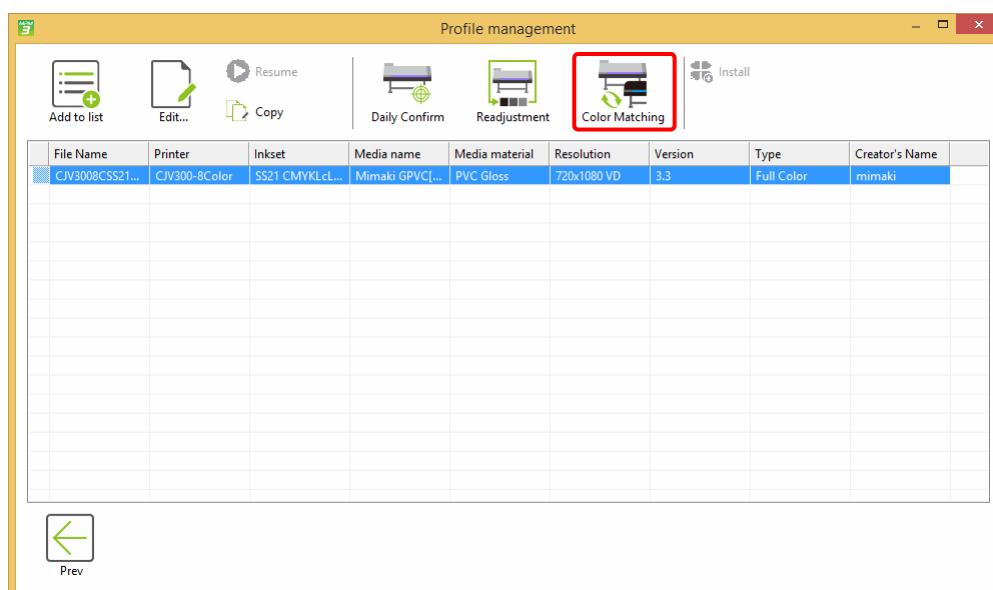 Profile management
Resume
Install
Copy
Add to list
Edit...
Daily Confirm
Readjustment
Color Matching
File Name Printer Inkset Media name Media material Resolution Version Type Creator's Name
CJV3008CSS21... CJV300-8Color SS21 CMYKLcL... Mimaki GPVC[... PVC Gloss 720x1080 VD 3.3 Full Color mimaki
Prev